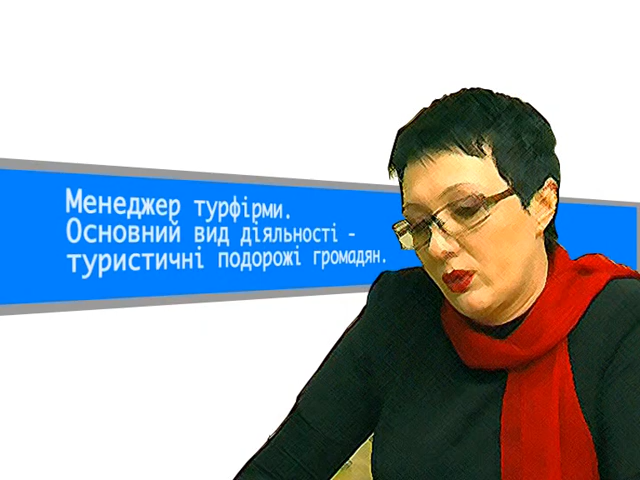 Менеджер турфірми.
Основний вид діяльності -
туристичні подорожі громадян.